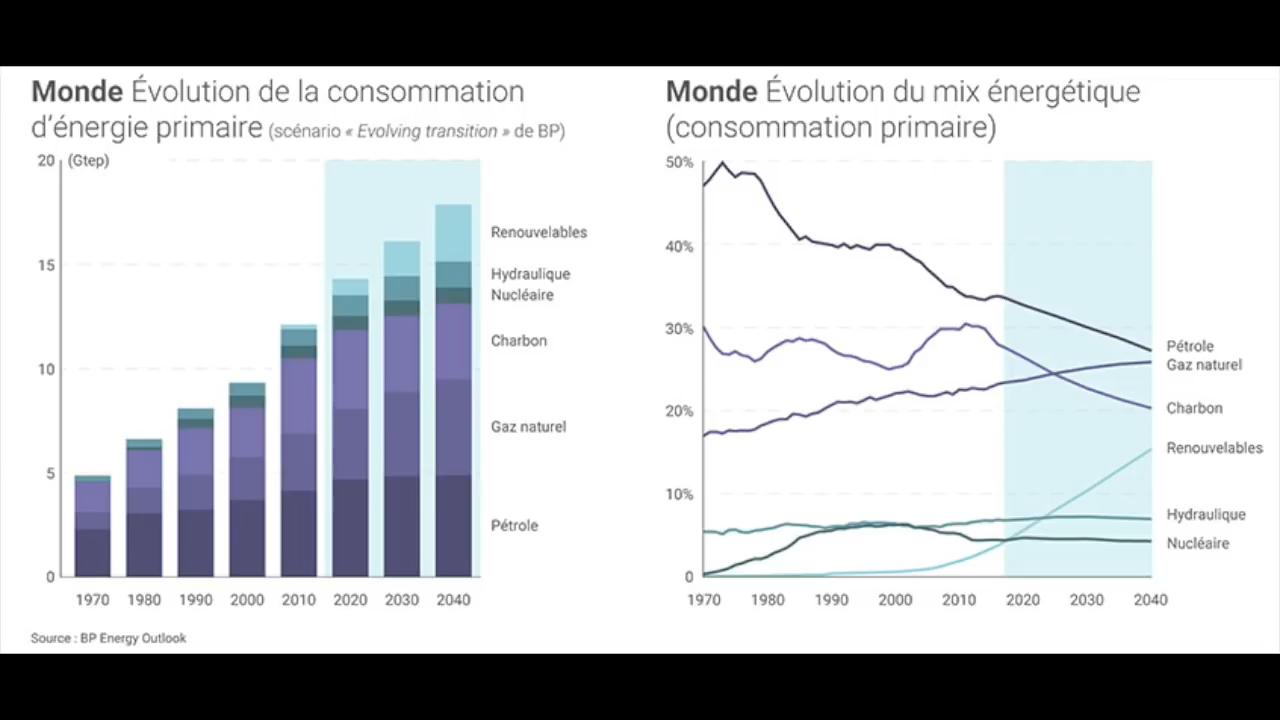 Monde Évolution de la consommation
d’énergie primaire (scénario « Evolving transition » de BP)
20 (Gtep)
15
10
5
0
Renouvelables
Hydraulique
Nucléaire
Charbon
Gaz naturel
Pétrole
1970 1980 1990 2000 2010 2020 2030 2040
Source : BP Energy Outlook
Monde Évolution du mix énergétique
(consommation primaire)
50%
40%
30%
20%
10%
0
Pétrole
Gaz naturel
Charbon
Renouvelables
Hydraulique
Nucléaire
1970 1980 1990 2000 2010 2020 2030 2040